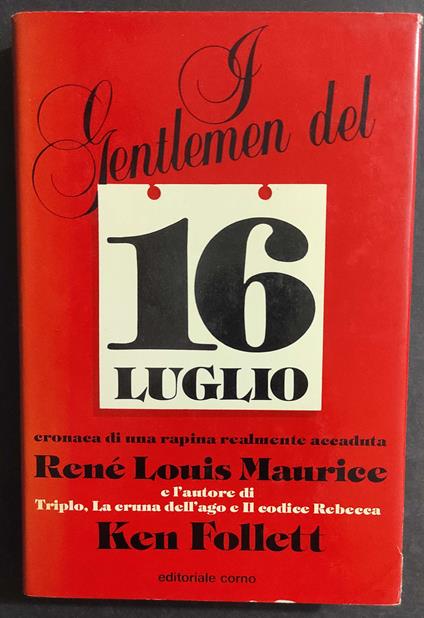 I
Gentlemen del
16
LUGLIO
cronaca di una rapina realmente accaduta
René Louis Maurice
e l'autore di
Triplo, La cruna dell'ago e Il codice Rebecca
Ken Follett
editoriale corno